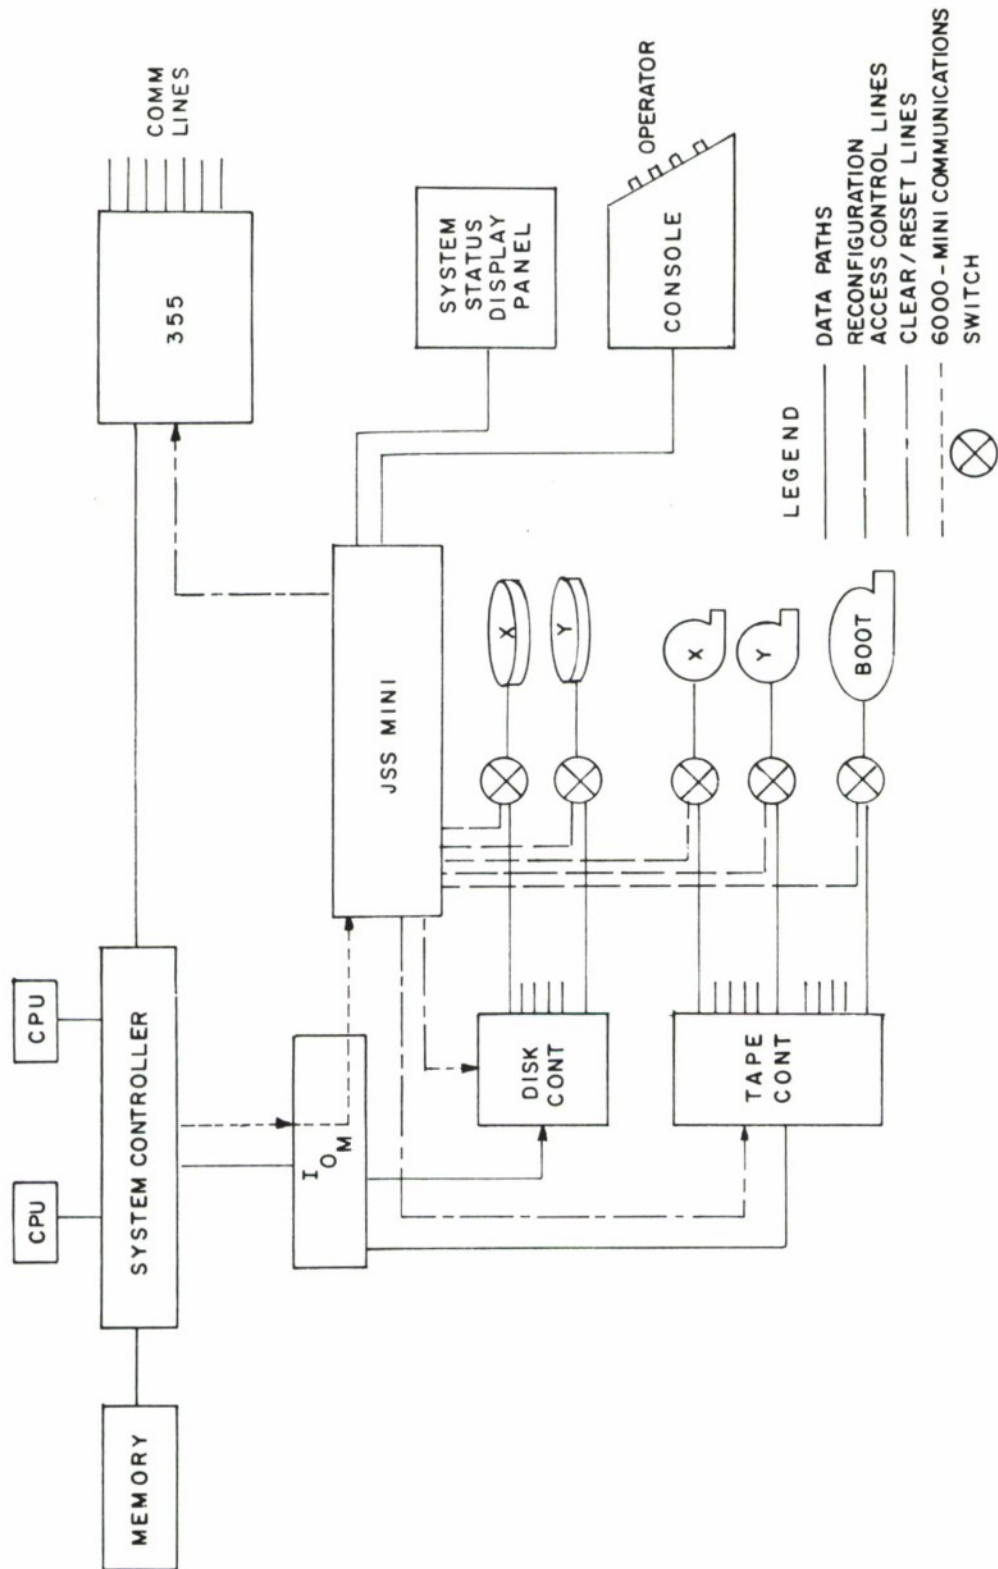 MEMORY
CPU
CPU
SYSTEM CONTROLLER
355
COMM
LINES
IOM
JSS MINI
SYSTEM
STATUS
DISPLAY
PANEL
CONSOLE
OPERATOR
DISK
CONT
X
Y
TAPE
CONT
X
Y
BOOT
LEGEND
DATA PATHS
RECONFIGURATION
ACCESS CONTROL LINES
CLEAR/RESET LINES
6000-MINI COMMUNICATIONS
SWITCH